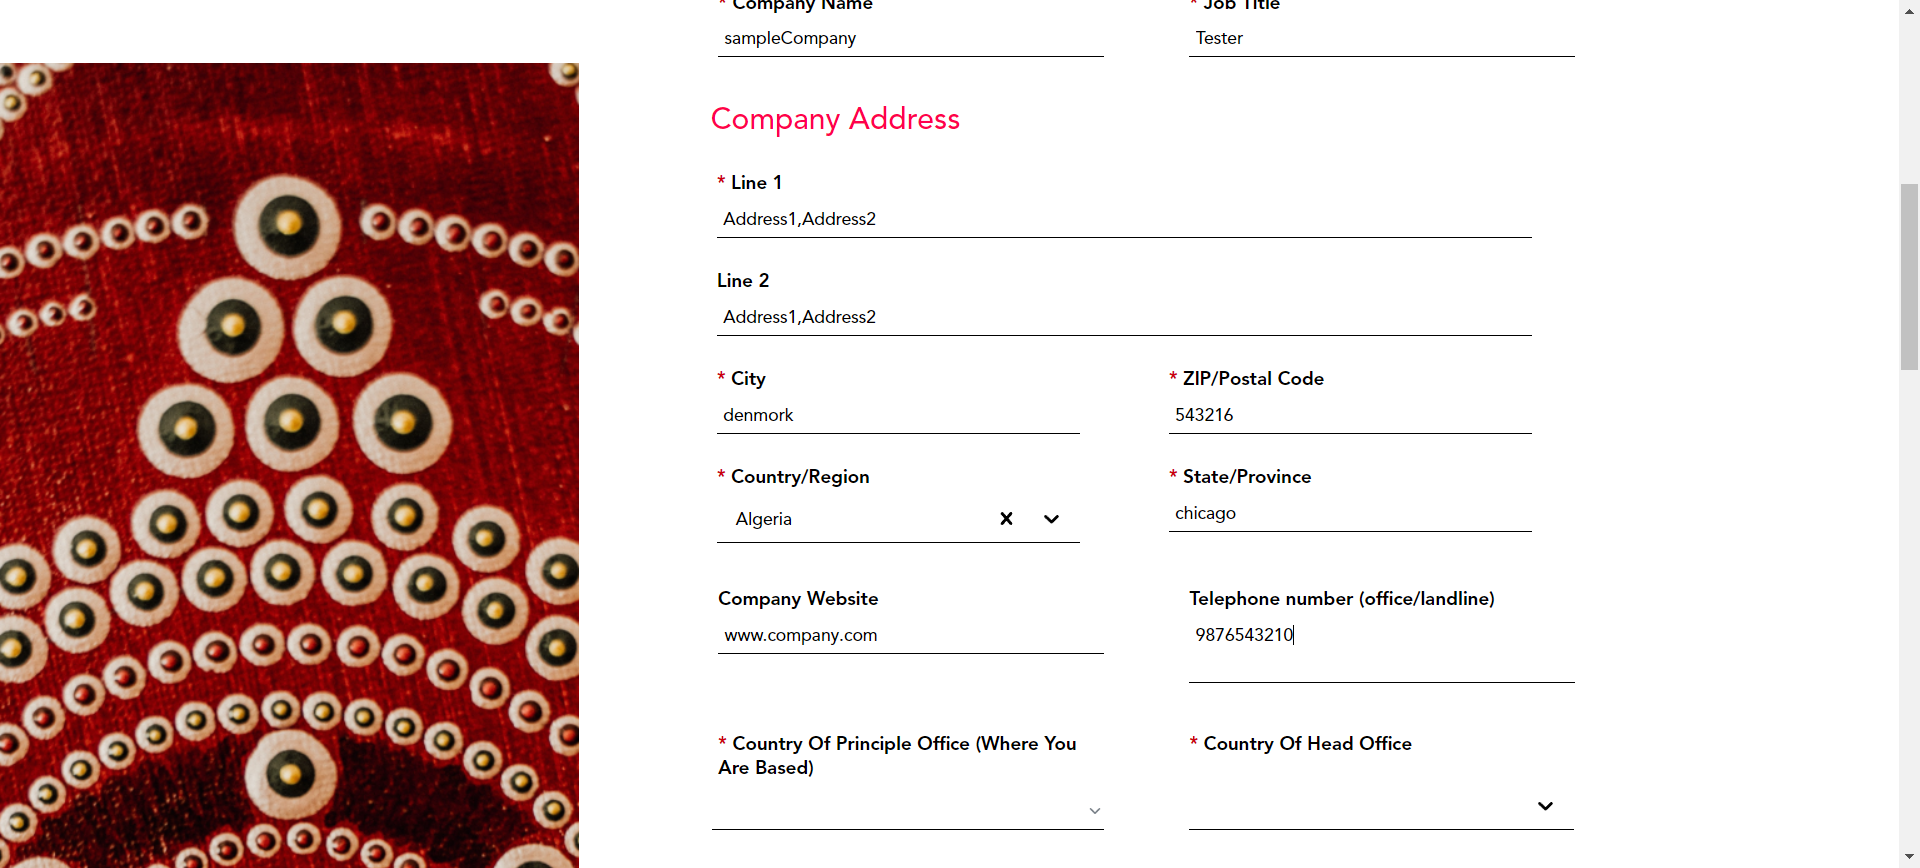 * Company Name
* Job Title
sampleCompany
Tester
Company Address
* Line 1
Address1,Address2
Line 2
Address1,Address2
* City
* ZIP/Postal Code
denmork
543216
* Country/Region
* State/Province
Algeria
chicago
Company Website
Telephone number (office/landline)
www.company.com
9876543210
* Country Of Principle Office (Where You
Are Based)
* Country Of Head Office